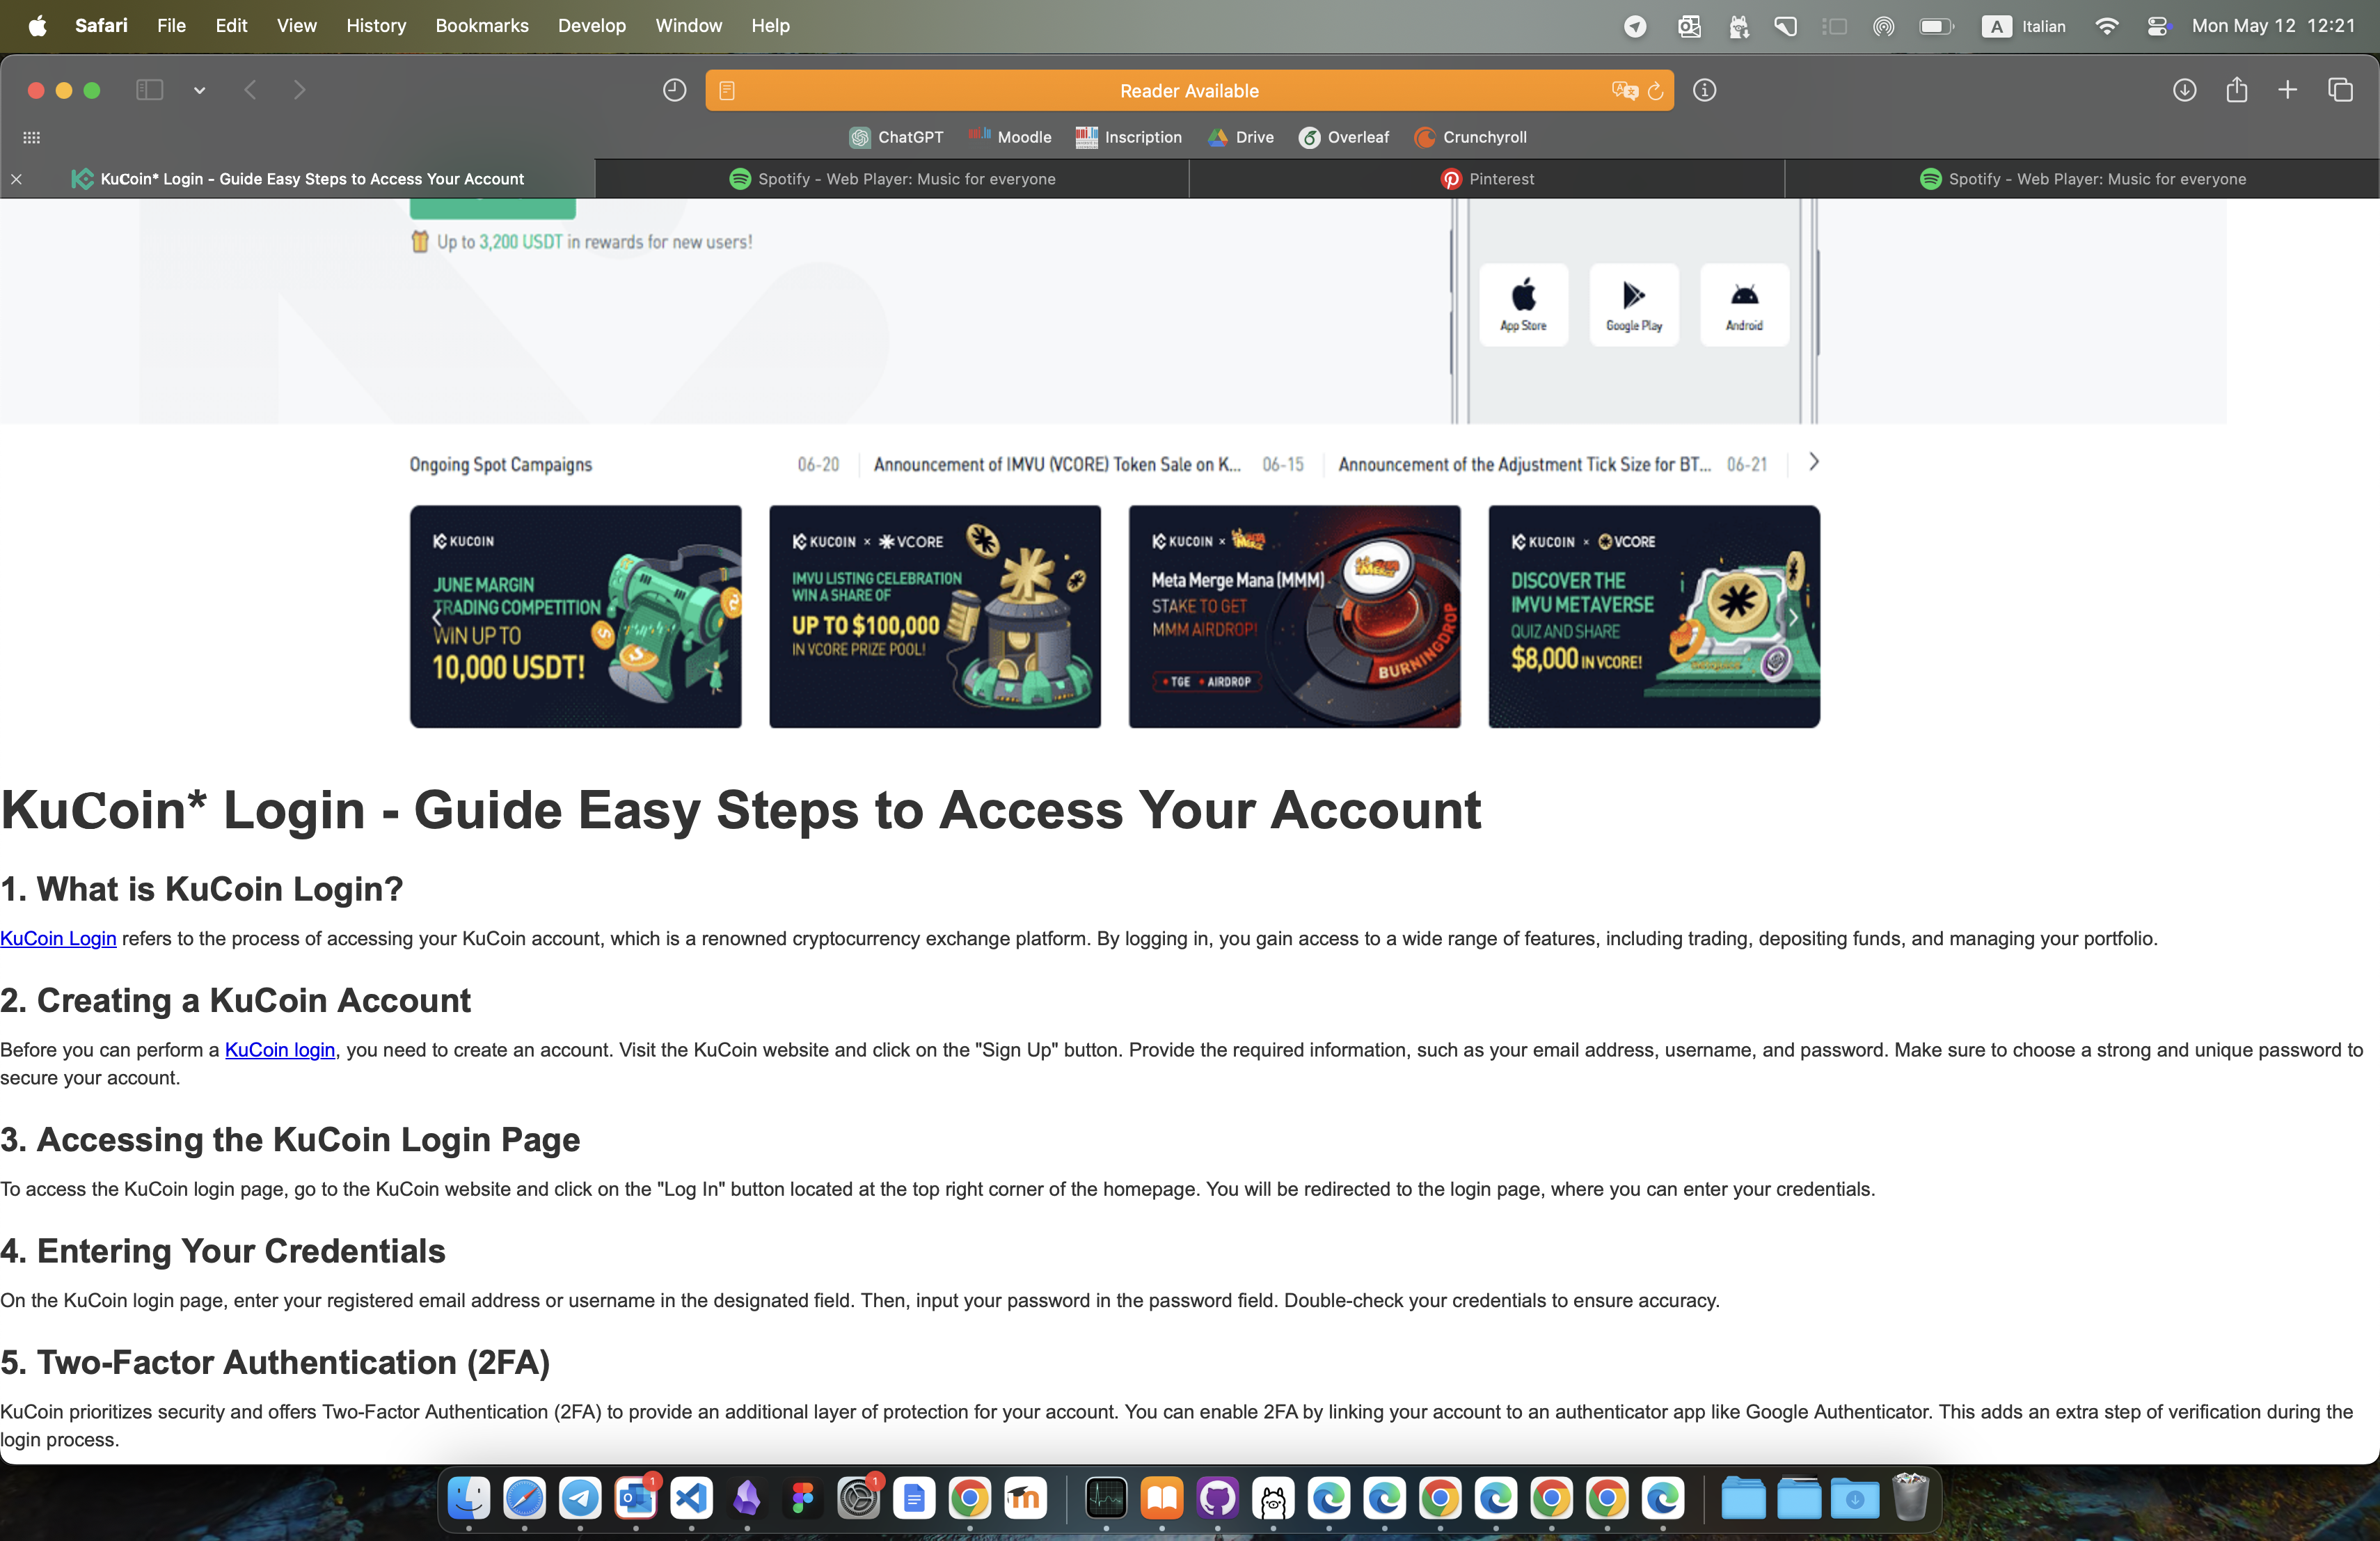 Safari File Edit View History Bookmarks Develop Window Help
A Italian Mon May 12 12:21
Reader Available
ChatGPT Moodle Inscription Drive Overleaf Crunchyroll
KuCoin* Login - Guide Easy Steps to Access Your Account
Spotify - Web Player: Music for everyone
Pinterest
Spotify - Web Player: Music for everyone
Up to 3,200 USDT in rewards for new users!
App Store Google Play Android
Ongoing Spot Campaigns 06-20 Announcement of IMVU (VCORE) Token Sale on K... 06-15 Announcement of the Adjustment Tick Size for BT... 06-21
KUCOIN
JUNE MARGIN
TRADING COMPETITION
WIN UP TO
10,000 USDT!
KUCOIN × VCORE
IMVU LISTING CELEBRATION
WIN A SHARE OF
UP TO $100,000
IN VCORE PRIZE POOL!
KUCOIN ×
Meta Merge Mana (MMM)
STAKE TO GET
MMM AIRDROP!
TGE AIRDROP
BURNINGDROP
KUCOIN × VCORE
DISCOVER THE
IMVU METAVERSE
QUIZ AND SHARE
$8,000 IN VCORE!
KuCoin* Login - Guide Easy Steps to Access Your Account
1. What is KuCoin Login?
KuCoin Login refers to the process of accessing your KuCoin account, which is a renowned cryptocurrency exchange platform. By logging in, you gain access to a wide range of features, including trading, depositing funds, and managing your portfolio.
2. Creating a KuCoin Account
Before you can perform a KuCoin login, you need to create an account. Visit the KuCoin website and click on the "Sign Up" button. Provide the required information, such as your email address, username, and password. Make sure to choose a strong and unique password to
secure your account.
3. Accessing the KuCoin Login Page
To access the KuCoin login page, go to the KuCoin website and click on the "Log In" button located at the top right corner of the homepage. You will be redirected to the login page, where you can enter your credentials.
4. Entering Your Credentials
On the KuCoin login page, enter your registered email address or username in the designated field. Then, input your password in the password field. Double-check your credentials to ensure accuracy.
5. Two-Factor Authentication (2FA)
KuCoin prioritizes security and offers Two-Factor Authentication (2FA) to provide an additional layer of protection for your account. You can enable 2FA by linking your account to an authenticator app like Google Authenticator. This adds an extra step of verification during the
login process.
1 1